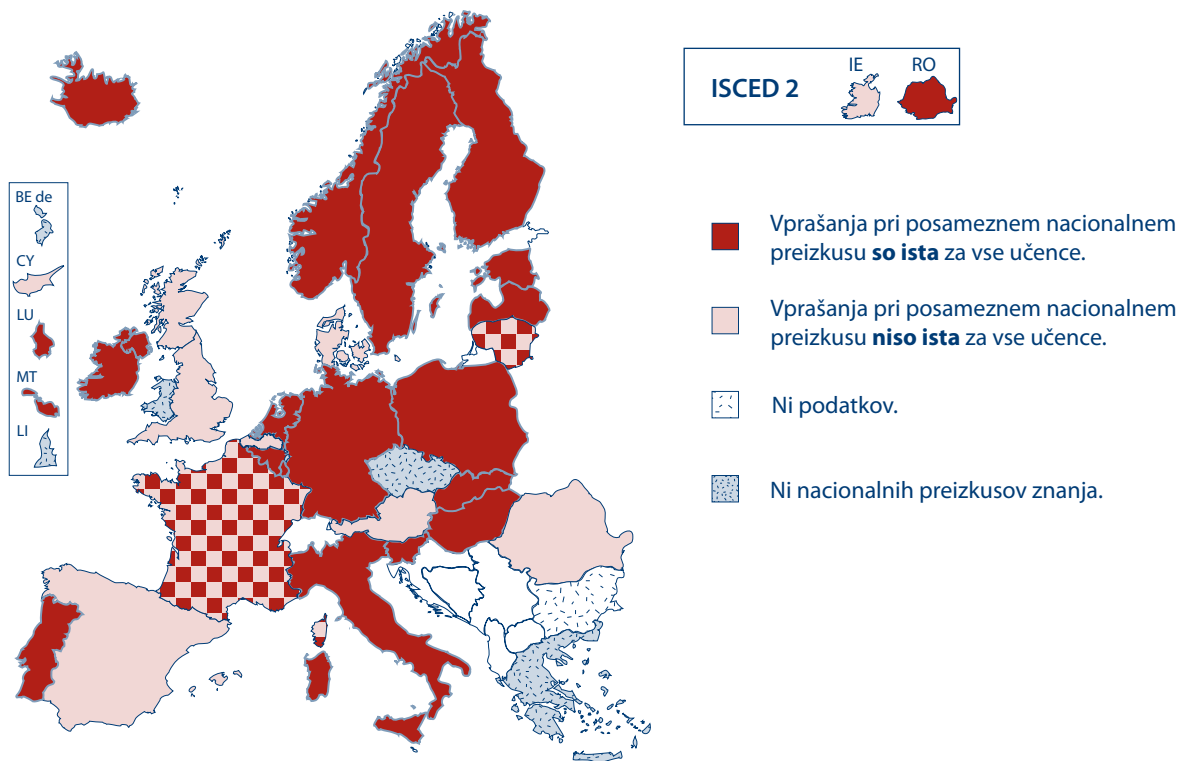 ISCED 2
IE
RO
BE de
CY
LU
MT
LI
Vprašanja pri posameznem nacionalnem
preizkusu so ista za vse učence.
Vprašanja pri posameznem nacionalnem
preizkusu niso ista za vse učence.
Ni podatkov.
Ni nacionalnih preizkusov znanja.